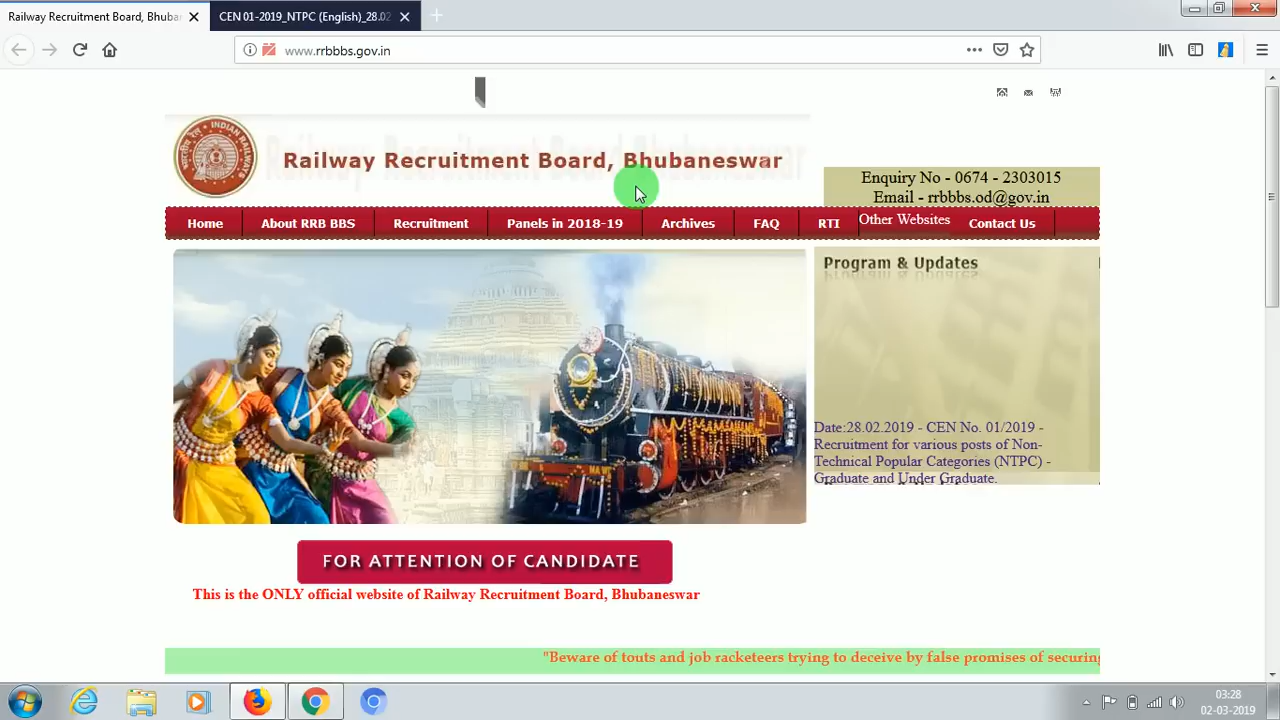 Railway Recruitment Board, Bhuba
CEN 01-2019_NTPC (English)_28.02
www.rrbbbs.gov.in
Railway Recruitment Board, Bhubaneswar
Enquiry No - 0674 - 2303015
Email - rrbbbs.od@gov.in
Home
About RRB BBS
Recruitment
Panels in 2018-19
Archives
FAQ
RTI
Other Websites
Contact Us
Program & Updates
Date:28.02.2019 - CEN No. 01/2019 -
Recruitment for various posts of Non-
Technical Popular Categories (NTPC) -
Graduate and Under Graduate.
FOR ATTENTION OF CANDIDATE
This is the ONLY official website of Railway Recruitment Board, Bhubaneswar
"Beware of touts and job racketeers trying to deceive by false promises of securing
03:28
02-03-2019